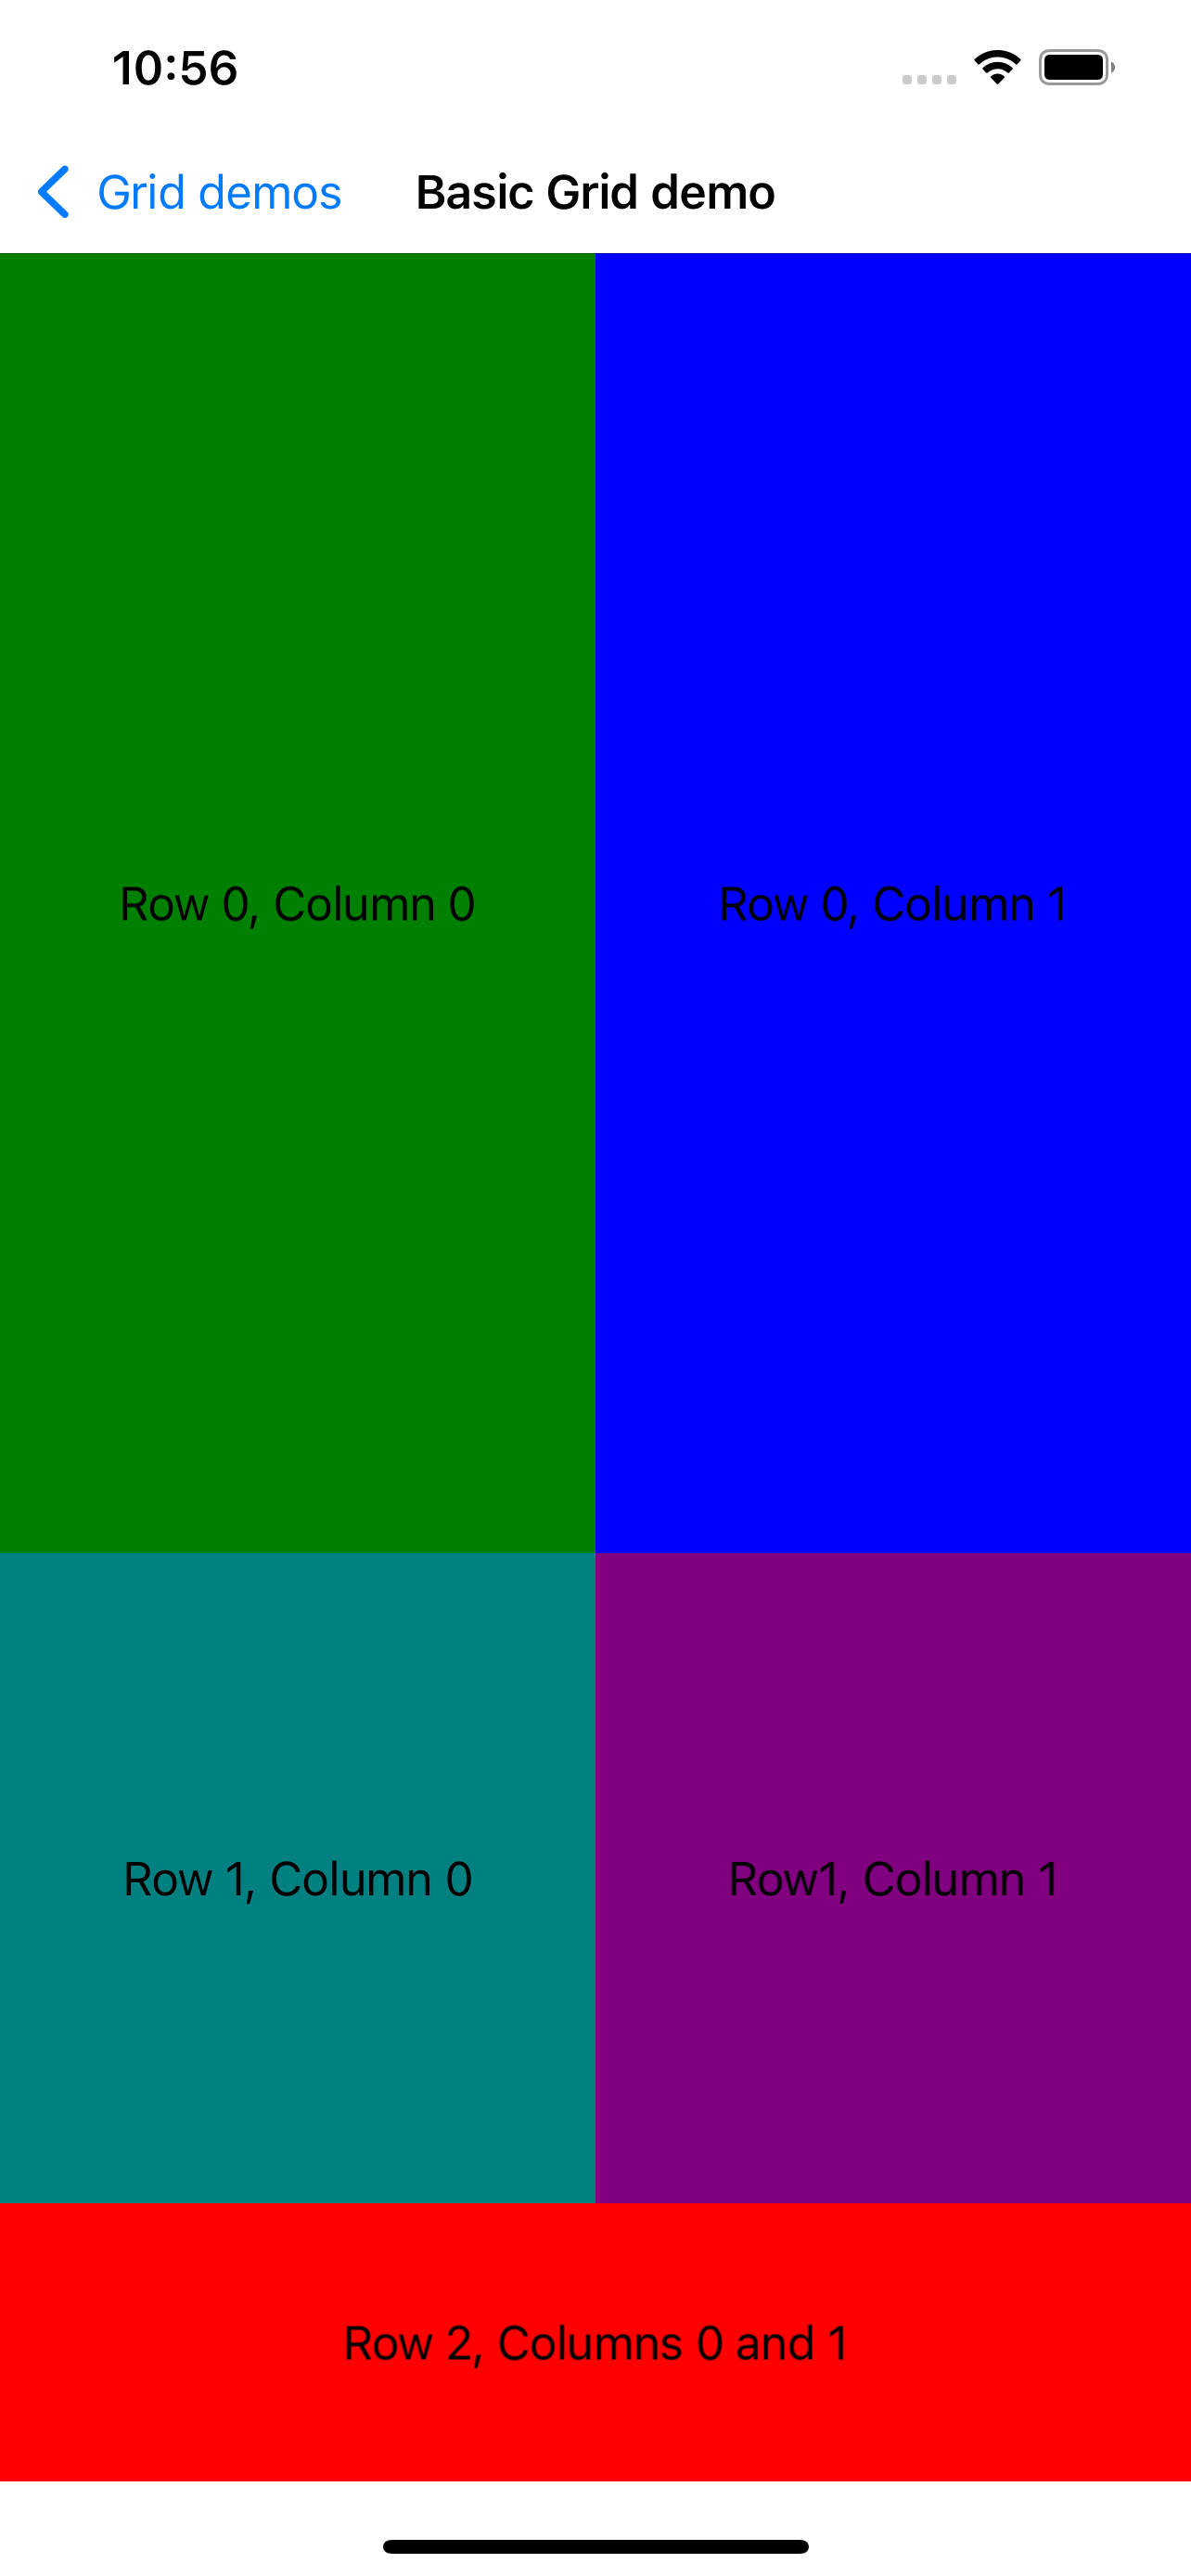 10:56
Grid demos Basic Grid demo
Row 0, Column 0 Row 0, Column 1
Row 1, Column 0 Row1, Column 1
Row 2, Columns 0 and 1